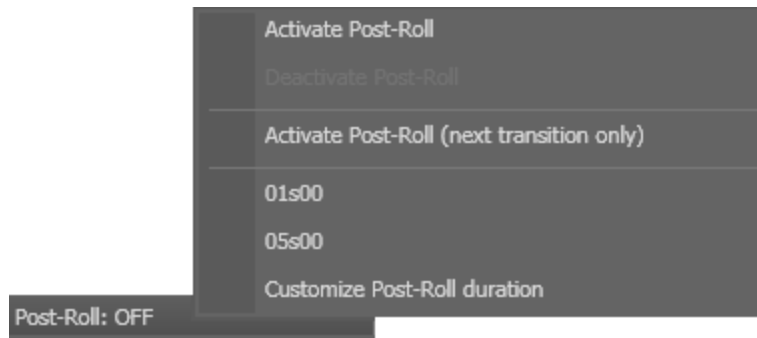 Activate Post-Roll
Deactivate Post-Roll
Activate Post-Roll (next transition only)
01s00
05s00
Customize Post-Roll duration
Post-Roll: OFF